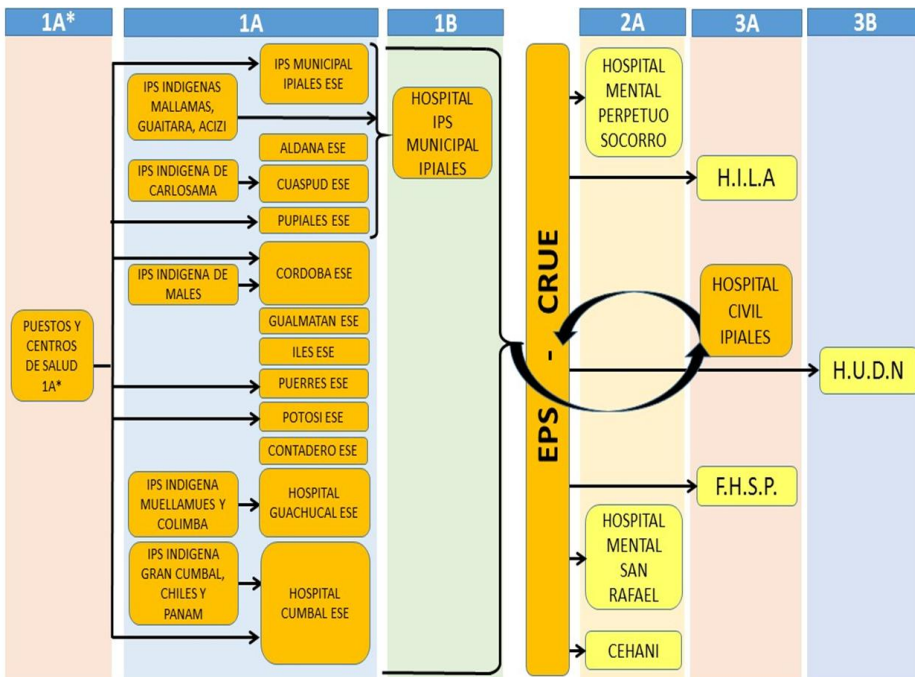 1A*
1A
1B
2A
3A
3B
PUESTOS Y
CENTROS
DE SALUD
1A*
IPS INDIGENAS
MALLAMAS,
GUAITARA, ACIZI
IPS INDIGENA DE
CARLOSAMA
IPS INDIGENA DE
MALES
IPS INDIGENA
MUELLAMUES Y
COLIMBA
IPS INDIGENA
GRAN CUMBAL,
CHILES Y
PANAM
IPS MUNICIPAL
IPIALES ESE
ALDANA ESE
CUASPUD ESE
PUPIALES ESE
CORDOBA ESE
GUALMATAN ESE
ILES ESE
PUERRES ESE
POTOSI ESE
CONTADERO ESE
HOSPITAL
GUACHUCAL ESE
HOSPITAL
CUMBAL ESE
HOSPITAL
IPS
MUNICIPAL
IPIALES
EPS - CRUE
HOSPITAL
MENTAL
PERPETUO
SOCORRO
HOSPITAL
MENTAL
SAN
RAFAEL
CEHANI
H.I.L.A
HOSPITAL
CIVIL
IPIALES
F.H.S.P.
H.U.D.N